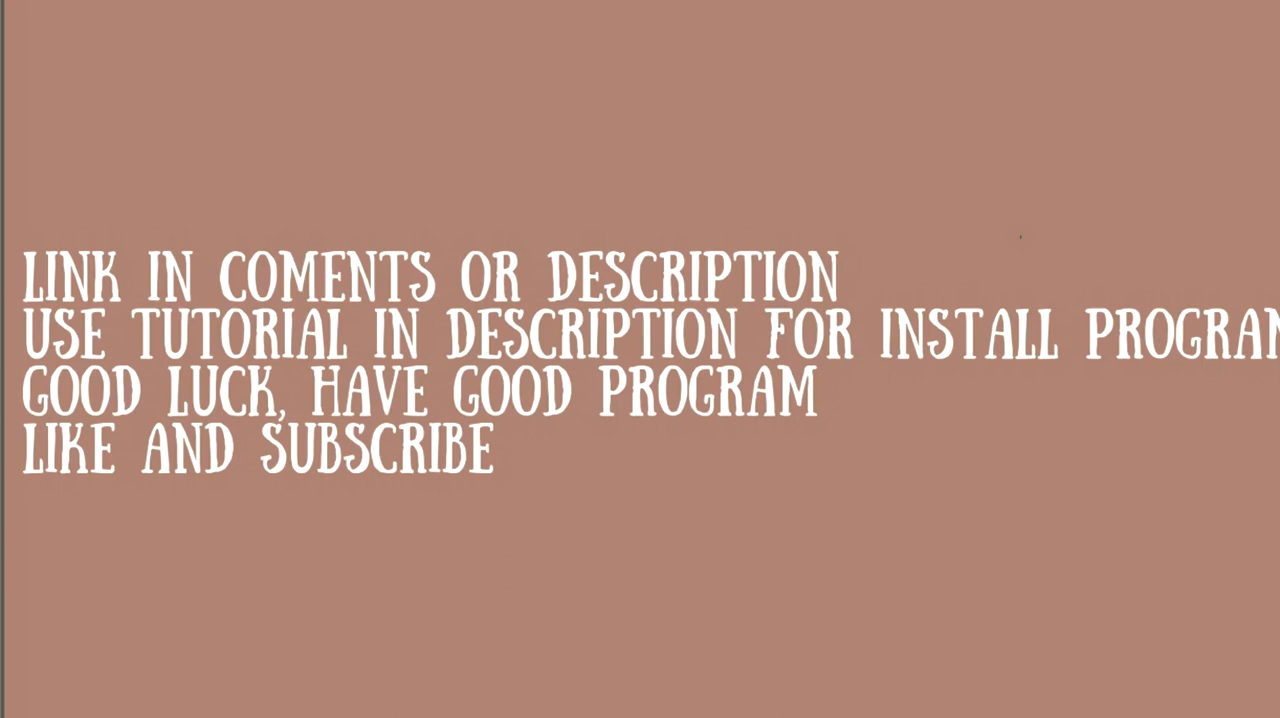 LINK IN COMENTS OR DESCRIPTION
USE TUTORIAL IN DESCRIPTION FOR INSTALL PROGRAM
GOOD LUCK, HAVE GOOD PROGRAM
LIKE AND SUBSCRIBE